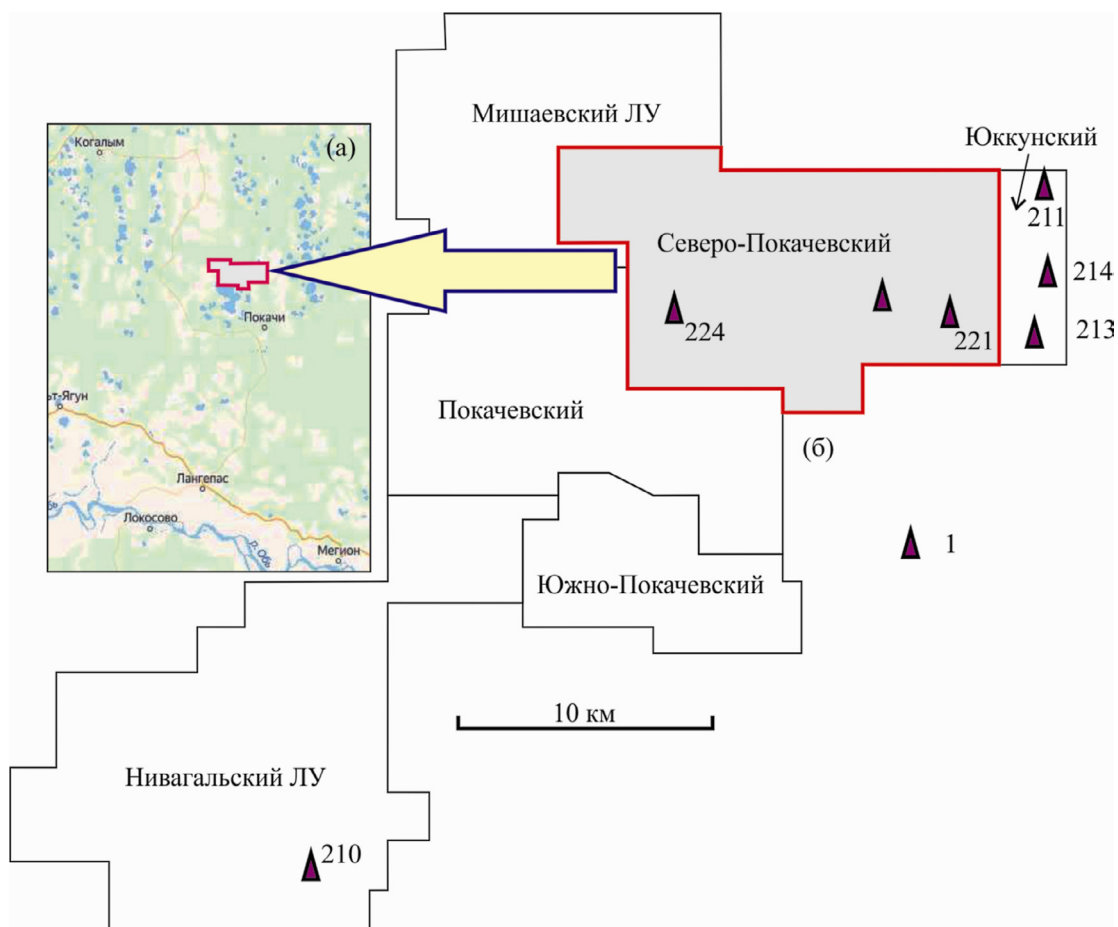 Мишаевский ЛУ
Когалым
(а)
Юккунский
211
Северо-Покачевский
214
224
221
213
Покачи
Покачевский
(б)
Лангепас
Локосово
р. Обь
Мегион
1
Южно-Покачевский
10 км
Нивагальский ЛУ
210